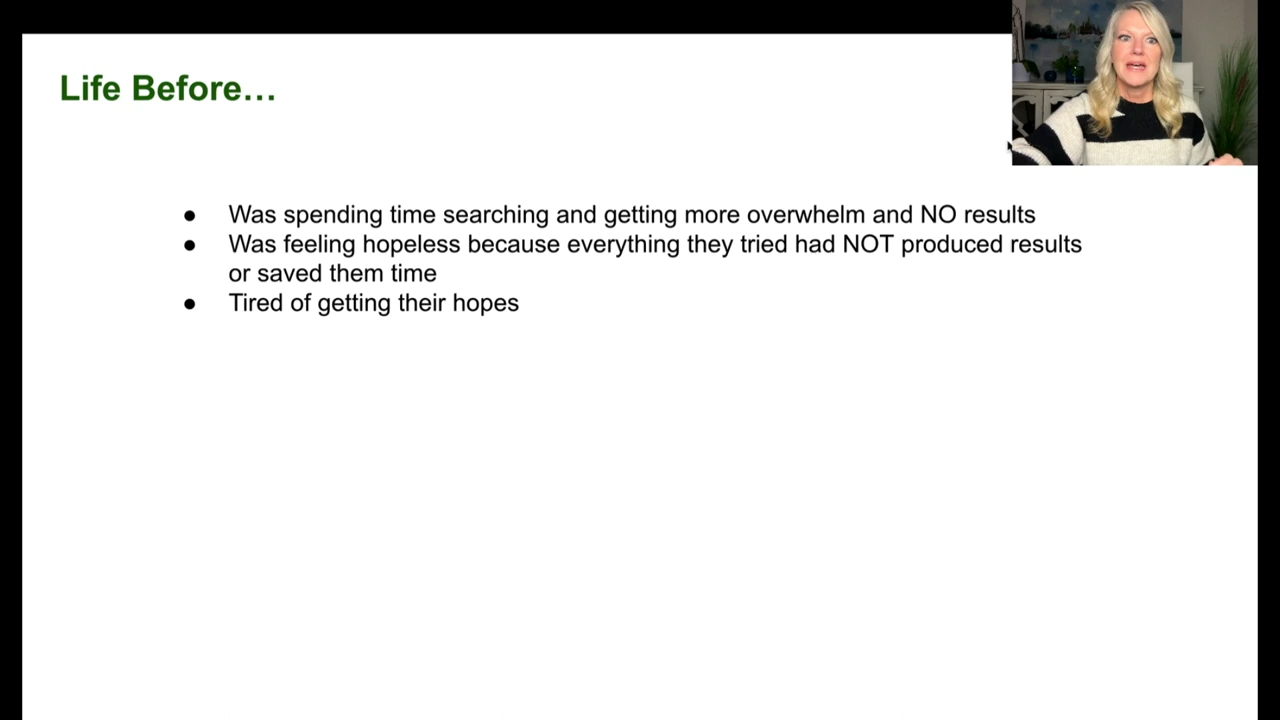 Life Before…
● Was spending time searching and getting more overwhelm and NO results
● Was feeling hopeless because everything they tried had NOT produced results
or saved them time
● Tired of getting their hopes